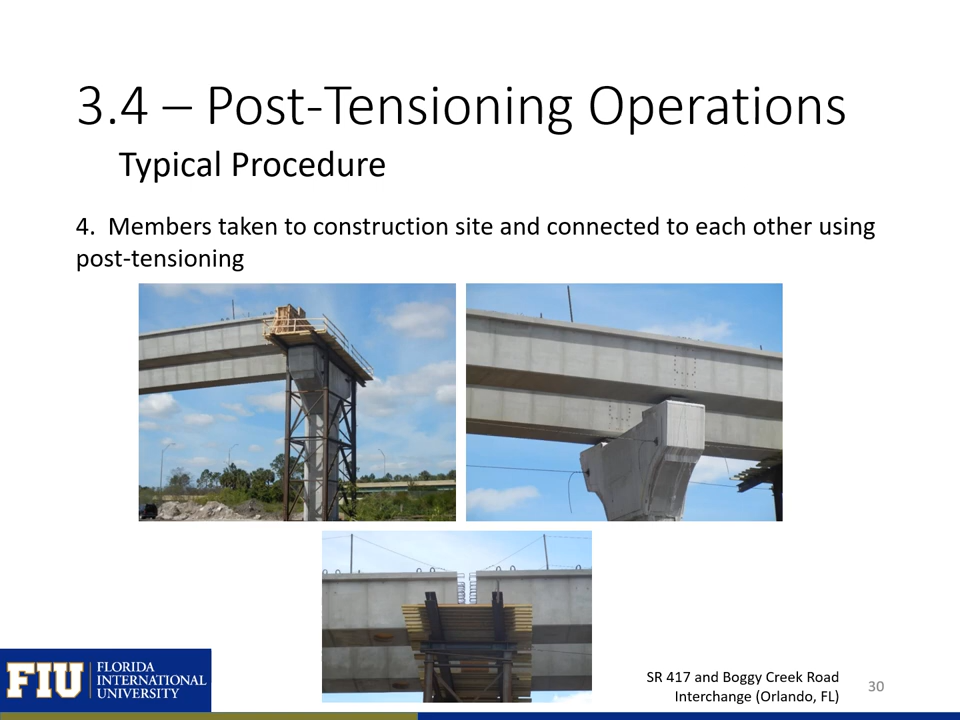 3.4 – Post-Tensioning Operations
Typical Procedure
4. Members taken to construction site and connected to each other using
post-tensioning
FIU
FLORIDA
INTERNATIONAL
UNIVERSITY
SR 417 and Boggy Creek Road
Interchange (Orlando, FL)
30